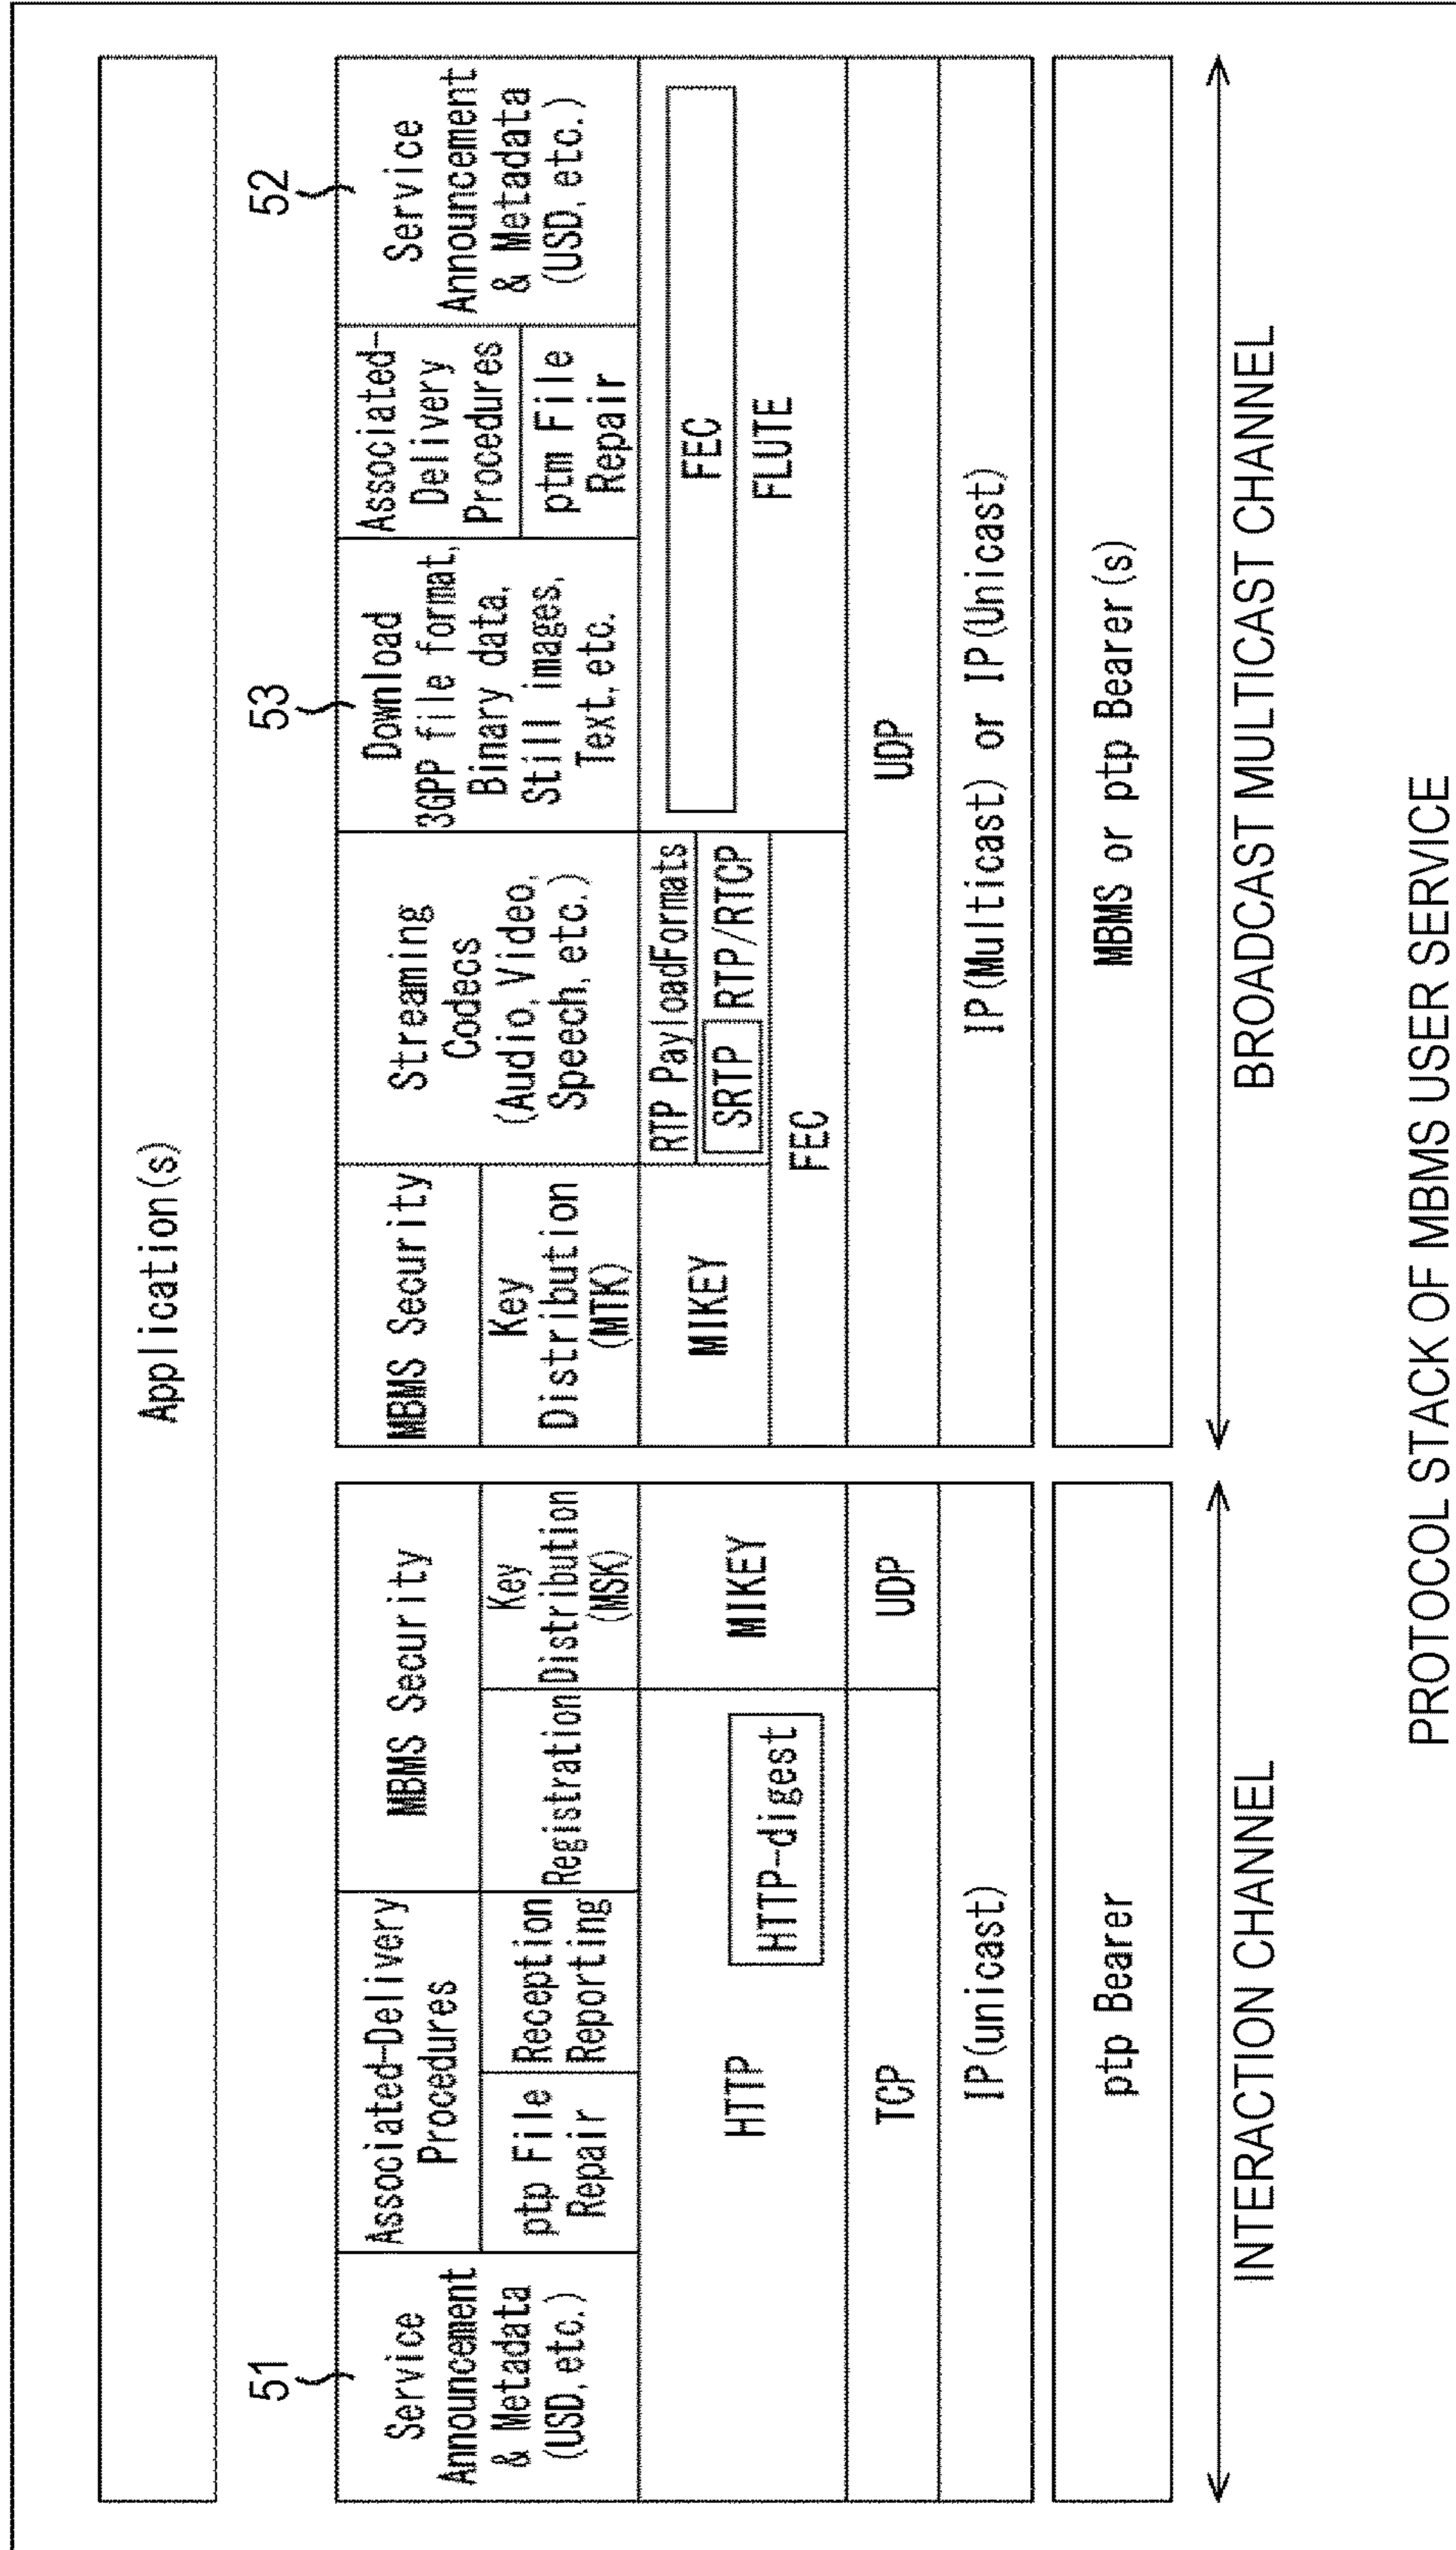 Application(s)
51
Service
Announcement
& Metadata
(USD, etc.)
Associated-Delivery
Procedures
ptp File
Repair
Reception
Reporting
MBMS Security
Registration
Key
Distribution
(MSK)
HTTP
HTTP-digest
MIKEY
TCP
UDP
IP(unicast)
ptp Bearer
INTERACTION CHANNEL
MBMS Security
Key
Distribution
(MTK)
Streaming
Codecs
(Audio, Video,
Speech, etc.)
53
Download
3GPP file format,
Binary data,
Still images,
Text, etc.
Associated-
Delivery
Procedures
ptm File
Repair
52
Service
Announcement
& Metadata
(USD, etc.)
MIKEY
RTP PayloadFormats
SRTP RTP/RTCP
FEC
FEC
FLUTE
UDP
IP(Multicast) or IP(Unicast)
MBMS or ptp Bearer(s)
BROADCAST MULTICAST CHANNEL
PROTOCOL STACK OF MBMS USER SERVICE